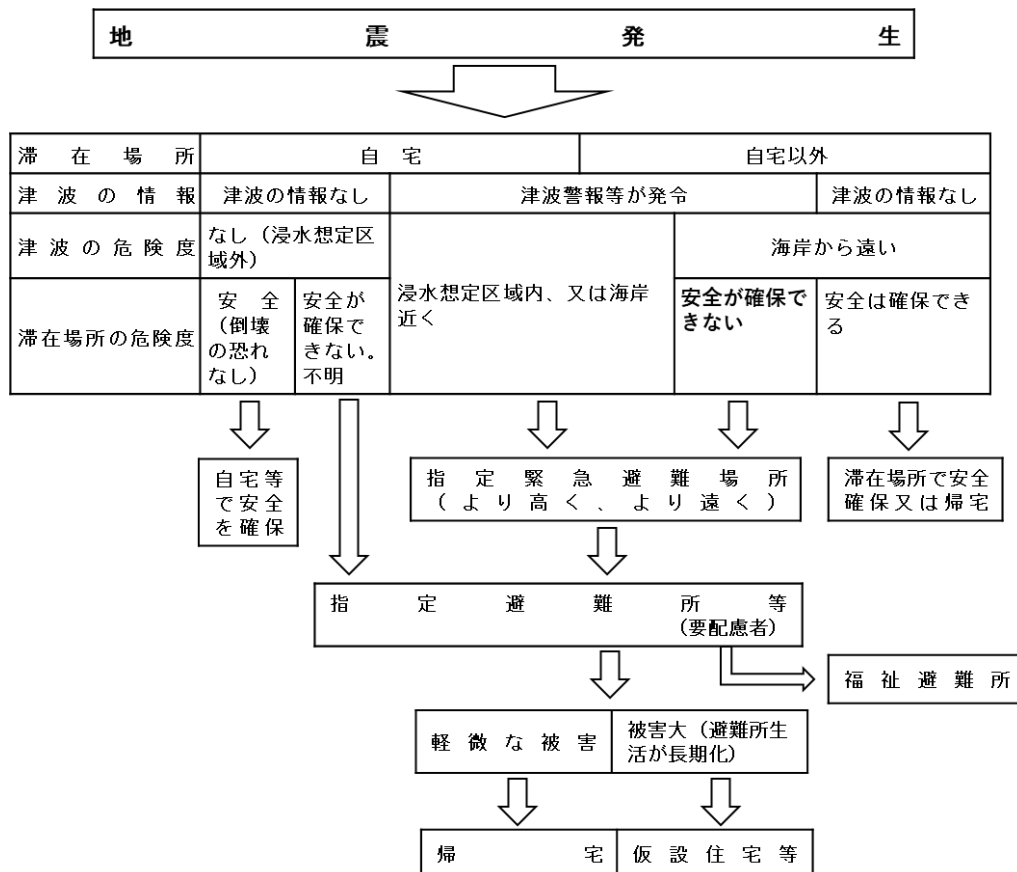 地震発生
滞在場所
自宅
自宅以外
津波の情報
津波の情報なし
津波警報等が発令
津波の情報なし
津波の危険度
なし（浸水想定区
域外）
海岸から遠い
滞在場所の危険度
安全
（倒壊
の恐れ
なし）
安全が
確保で
きない。
不明
浸水想定区域内、又は海岸
近く
安全が確保で
きない
安全は確保でき
る
自宅等
で安全
を確保
指定緊急避難場所
（より高く、より遠く）
滞在場所で安全
確保又は帰宅
指定避難所等
（要配慮者）
福祉避難所
軽微な被害
被害大（避難所生
活が長期化）
帰宅
仮設住宅等